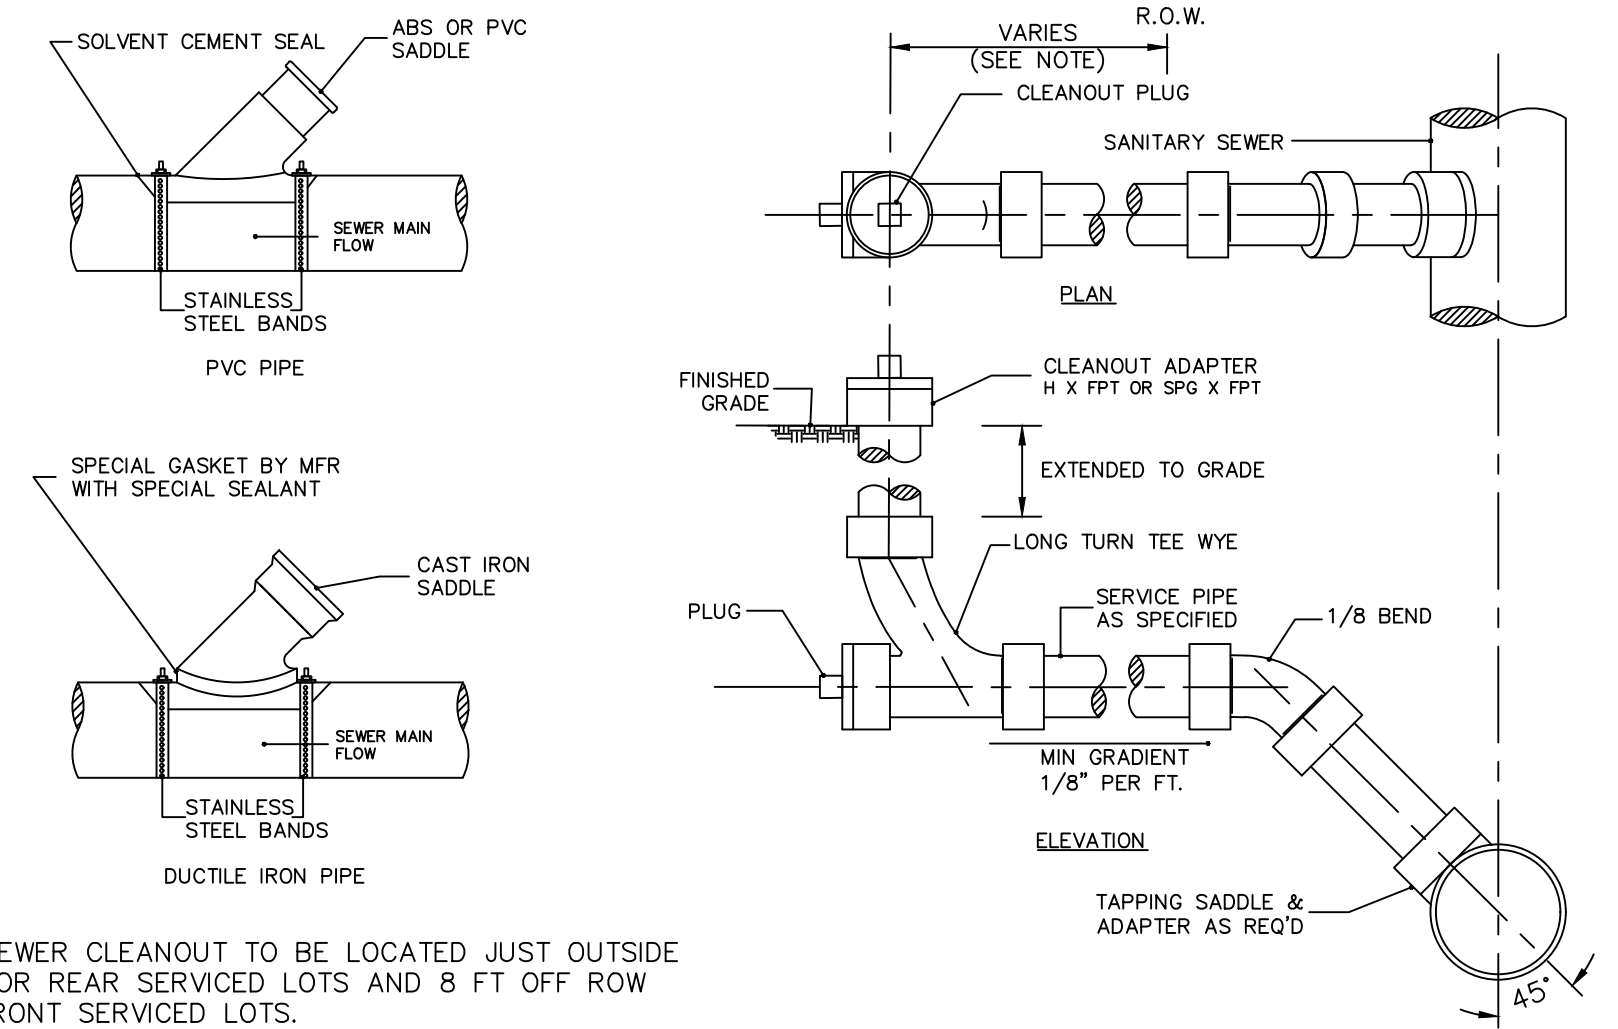 SOLVENT CEMENT SEAL
ABS OR PVC
SADDLE
SEWER MAIN
FLOW
STAINLESS
STEEL BANDS
PVC PIPE
SPECIAL GASKET BY MFR
WITH SPECIAL SEALANT
CAST IRON
SADDLE
SEWER MAIN
FLOW
STAINLESS
STEEL BANDS
DUCTILE IRON PIPE
R.O.W.
VARIES
(SEE NOTE)
CLEANOUT PLUG
SANITARY SEWER
PLAN
FINISHED
GRADE
CLEANOUT ADAPTER
H X FPT OR SPG X FPT
EXTENDED TO GRADE
LONG TURN TEE WYE
PLUG
SERVICE PIPE
AS SPECIFIED
1/8 BEND
MIN GRADIENT
1/8" PER FT.
ELEVATION
TAPPING SADDLE &
ADAPTER AS REQ'D
45°
EWER CLEANOUT TO BE LOCATED JUST OUTSIDE
OR REAR SERVICED LOTS AND 8 FT OFF ROW
RONT SERVICED LOTS.